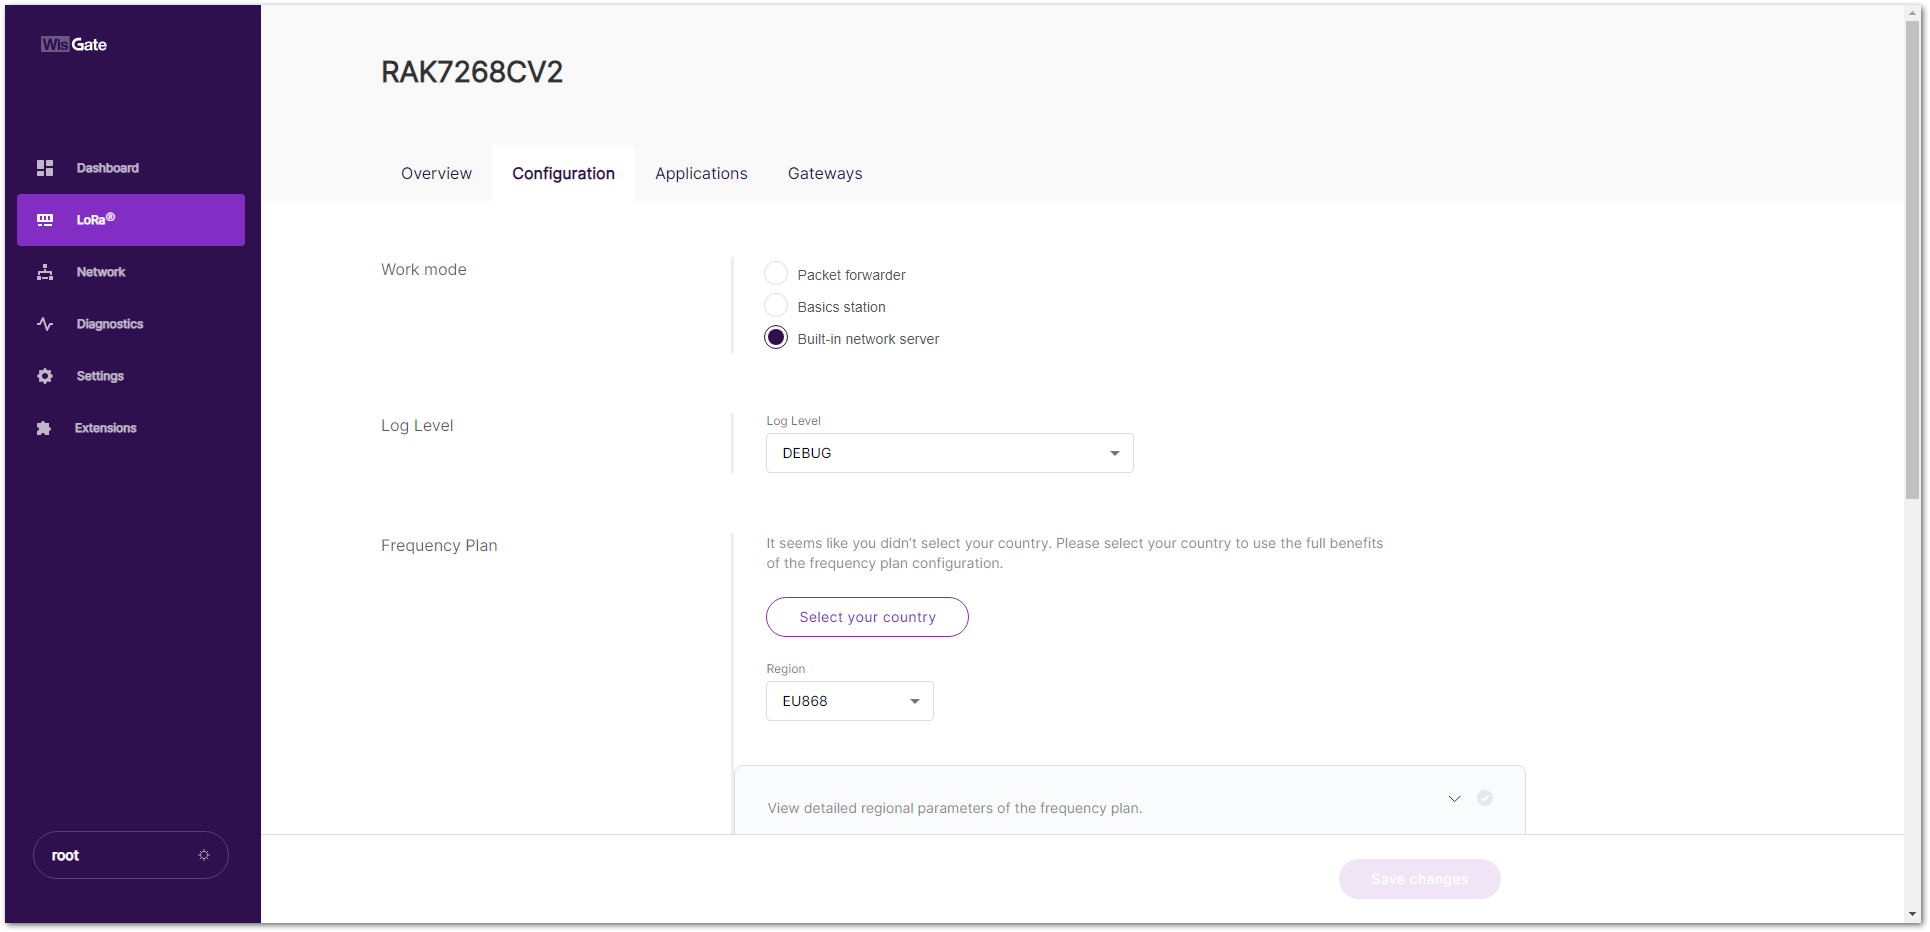 WisGate
Dashboard
LoRa®
Network
Diagnostics
Settings
Extensions
root
RAK7268CV2
Overview
Configuration
Applications
Gateways
Work mode
Packet forwarder
Basics station
Built-in network server
Log Level
Log Level
DEBUG
Frequency Plan
It seems like you didn't select your country. Please select your country to use the full benefits
of the frequency plan configuration.
Select your country
Region
EU868
View detailed regional parameters of the frequency plan.
Save changes